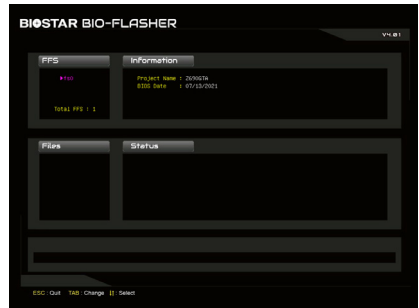 BIOSTAR BIO-FLASHER
V4.01
FFS
Information
Project Name : Z690GTA
BIOS Date : 07/13/2021
Total FFS : 1
Files
Status
ESC : Quit TAB : Change : Select